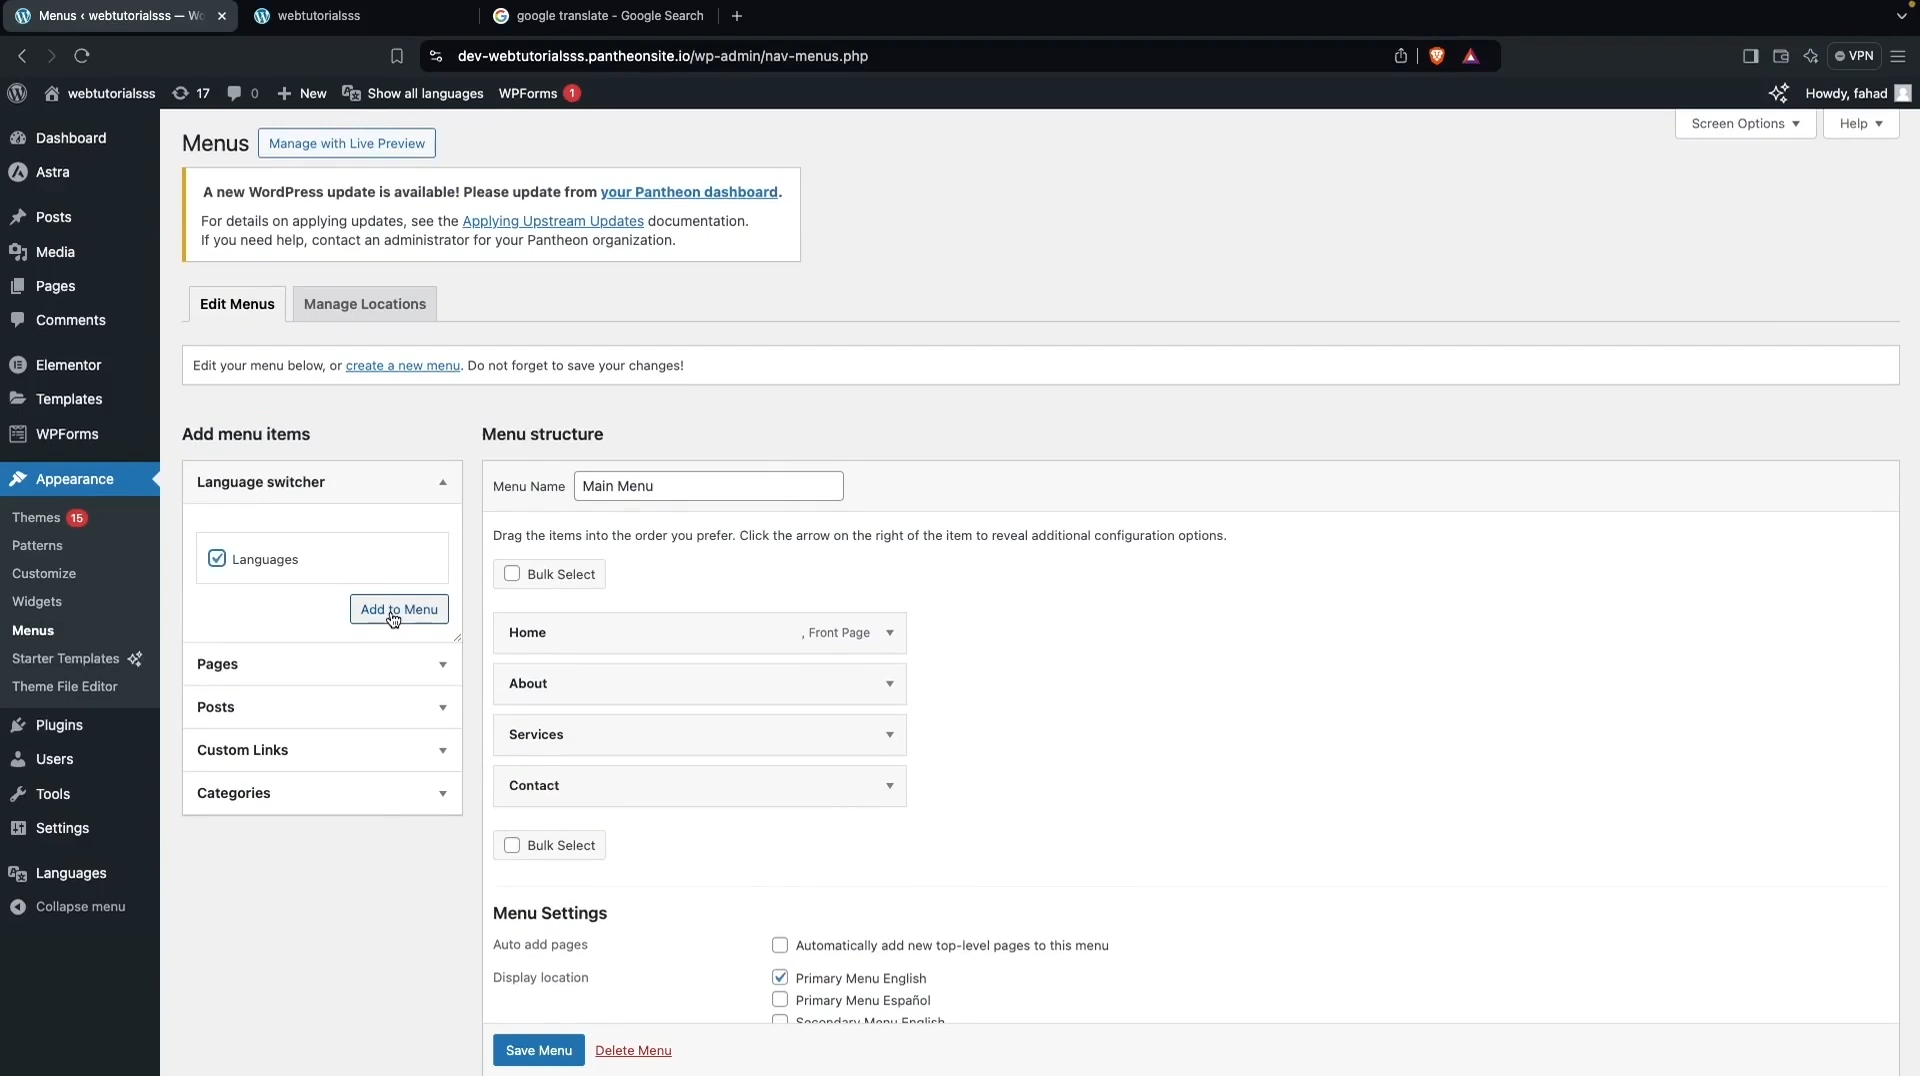 Menus ‹ webtutorialsss — Wo
webtutorialsss
google translate - Google Search
dev-webtutorialsss.pantheonsite.io/wp-admin/nav-menus.php
VPN
webtutorialsss
17
0
New
Show all languages
WPForms 1
Howdy, fahad
Dashboard
Astra
Posts
Media
Pages
Comments
Elementor
Templates
WPForms
Appearance
Themes 15
Patterns
Customize
Widgets
Menus
Starter Templates
Theme File Editor
Plugins
Users
Tools
Settings
Languages
Collapse menu
Screen Options
Help
Menus
Manage with Live Preview
A new WordPress update is available! Please update from your Pantheon dashboard.
For details on applying updates, see the Applying Upstream Updates documentation.
If you need help, contact an administrator for your Pantheon organization.
Edit Menus
Manage Locations
Edit your menu below, or create a new menu. Do not forget to save your changes!
Add menu items
Language switcher
Languages
Add to Menu
Pages
Posts
Custom Links
Categories
Menu structure
Menu Name
Main Menu
Drag the items into the order you prefer. Click the arrow on the right of the item to reveal additional configuration options.
Bulk Select
Home
, Front Page
About
Services
Contact
Bulk Select
Menu Settings
Auto add pages
Automatically add new top-level pages to this menu
Display location
Primary Menu English
Primary Menu Español
Secondary Menu English
Save Menu
Delete Menu